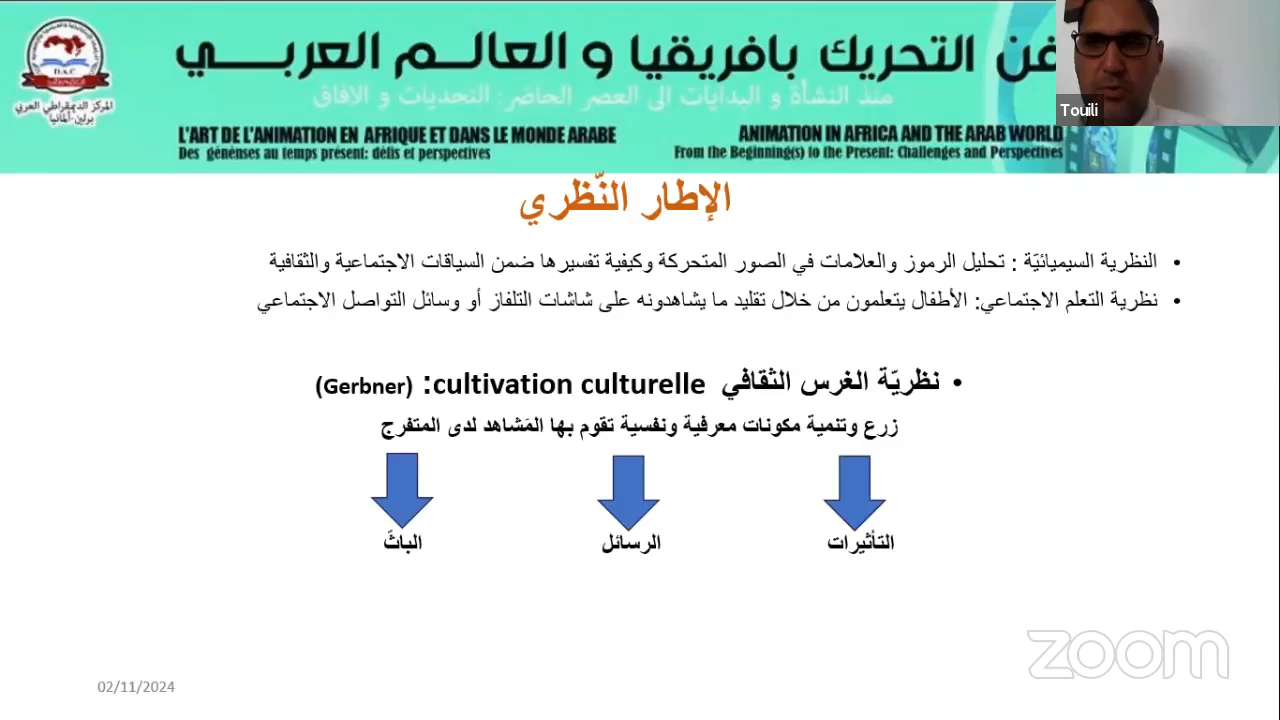 فن التحريك بافريقيا و العالم العربي
منذ النشأة و البدايات الى العصر الحاضر : التحديات و الافاق
L'ART DE L'ANIMATION EN AFRIQUE ET DANS LE MONDE ARABE
Des genènses au temps présent: délis et perspectives
ANIMATION IN AFRICA AND THE ARAB WORLD
From the Beginning(s) to the Present: Challenges and Perspectives
D.A.C
المركز الديمقراطي العربي
برلين-ألمانيا
Touili
الإطار النّظري
• النظرية السيميائيّة : تحليل الرموز والعلامات في الصور المتحركة وكيفية تفسيرها ضمن السياقات الاجتماعية والثقافية
• نظرية التعلم الاجتماعي: الأطفال يتعلمون من خلال تقليد ما يشاهدونه على شاشات التلفاز أو وسائل التواصل الاجتماعي
• نظريّة الغرس الثقافي cultivation culturelle: (Gerbner)
زرع وتنمية مكونات معرفية ونفسية تقوم بها المَشاهد لدى المتفرج
التأثيرات
الرسائل
الباثّ
zoom
02/11/2024